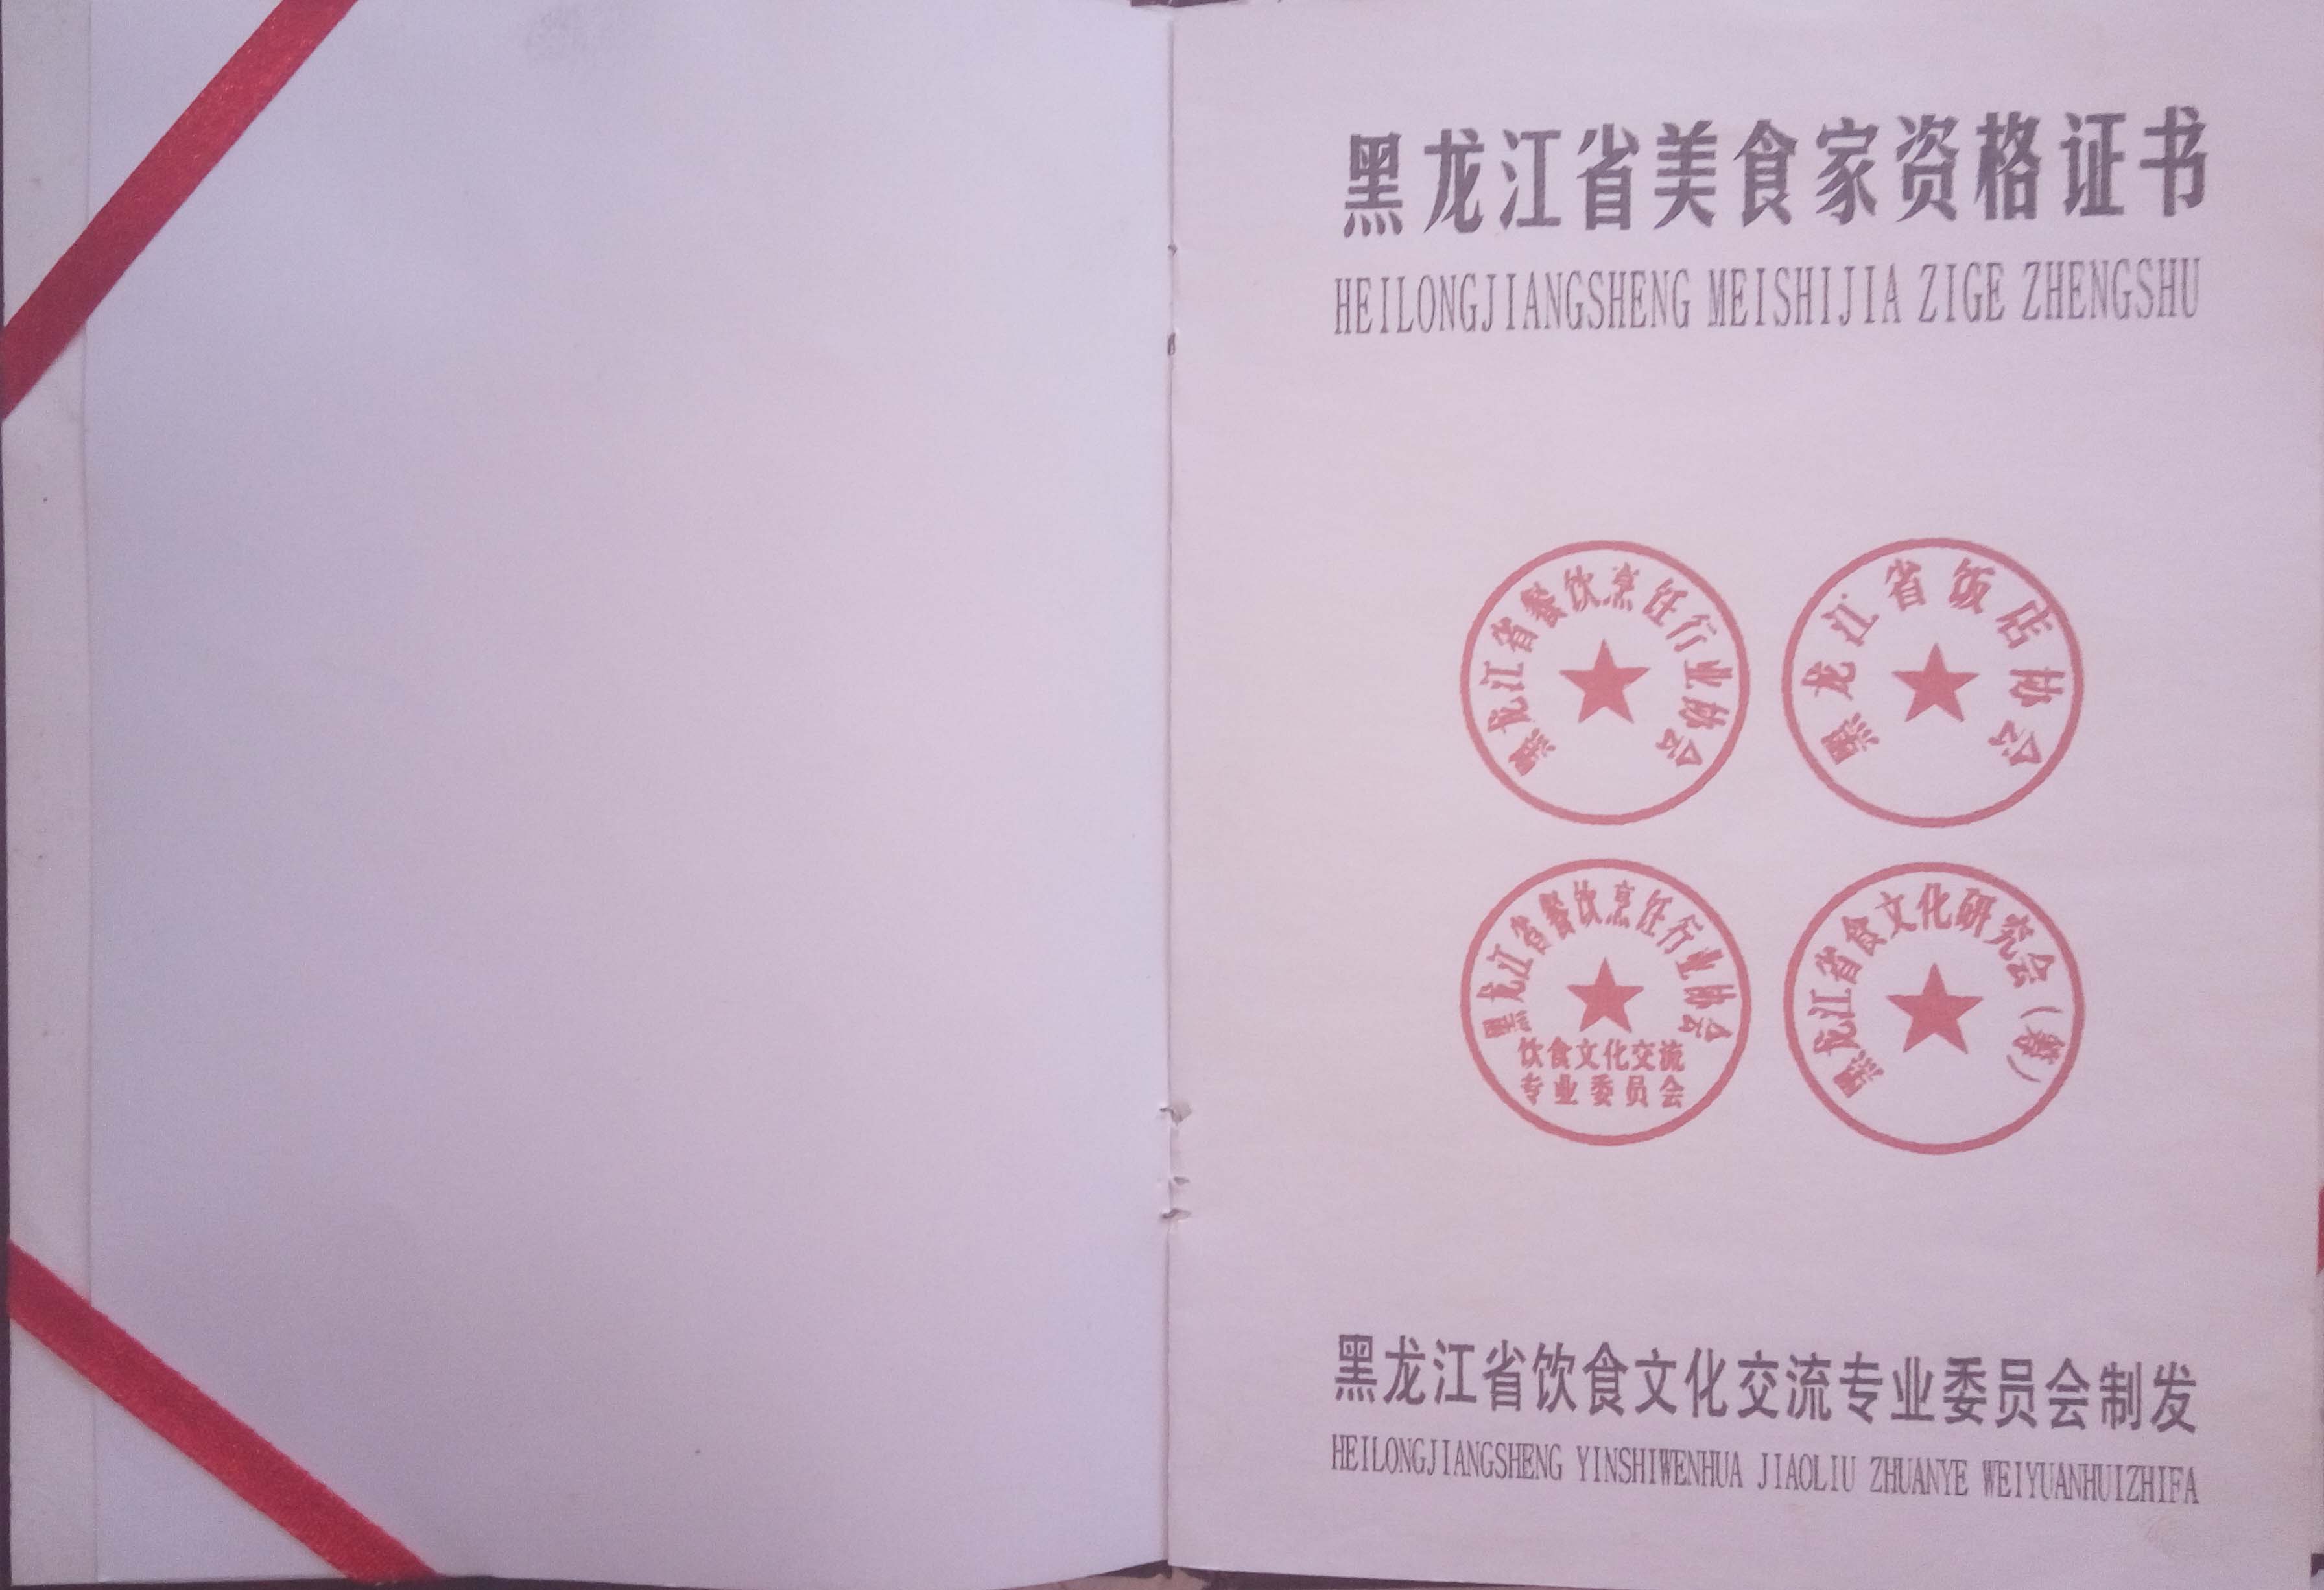 黑龙江省美食家资格证书
HEILONGJIANGSHENG MEISHIJIA ZIGE ZHENGSHU
黑龙江省餐饮烹饪行业协会
黑龙江省饭店协会
黑龙江省餐饮烹饪行业协会
饮食文化交流
专业委员会
黑龙江省食文化研究会(筹)
黑龙江省饮食文化交流专业委员会制发
HEILONGJIANGSHENG YINSHIWENHUA JIAOLIU ZHUANYE WEIYUANHUIZHIFA